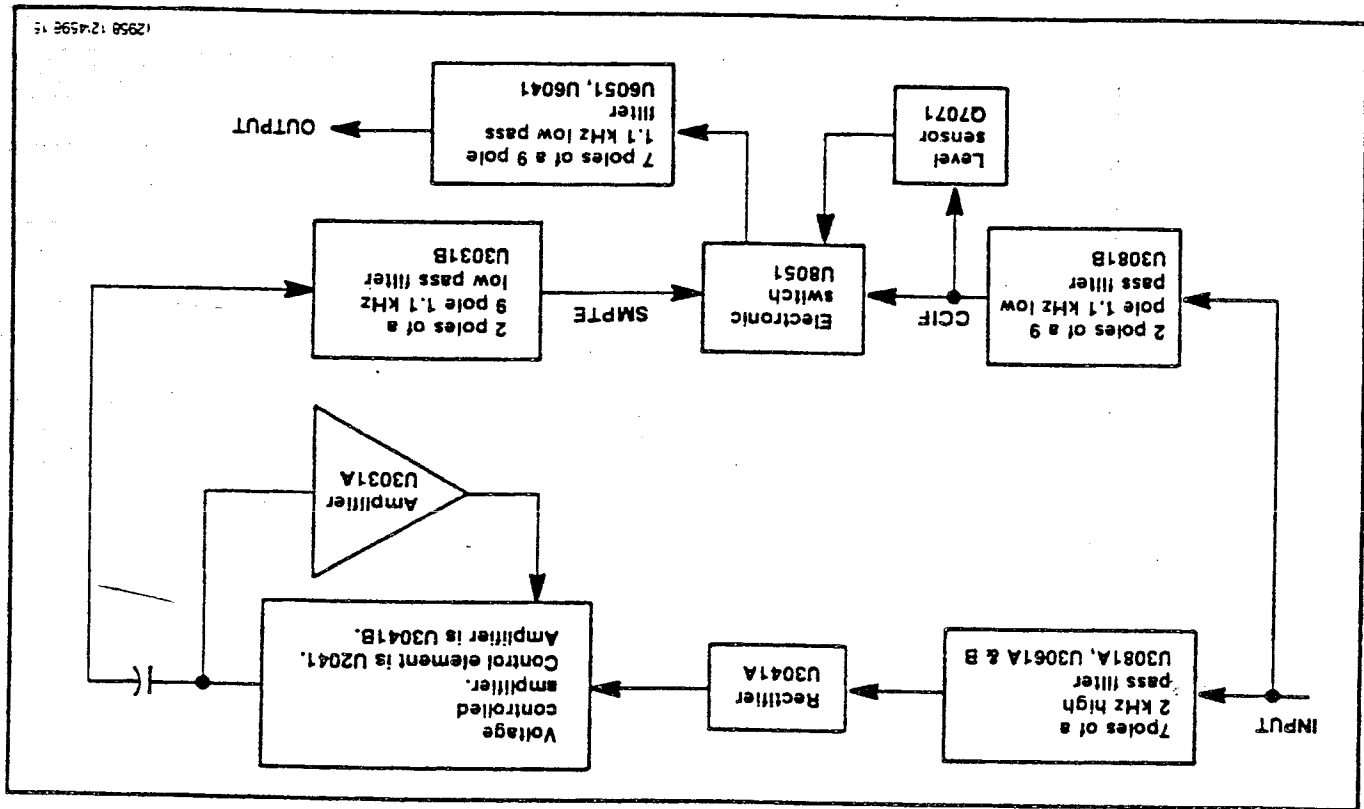 INPUT
7poles of a
2 kHz high
pass filter
U3081A, U3061A & B
Rectifier
U3041A
Voltage
controlled
amplifier.
Control element is U2041.
Amplifier is U3041B.
Amplifier
U3031A
2 poles of a 9
pole 1.1 kHz low
pass filter
U3081B
CCIF
Electronic
switch
U8051
SMPTE
2 poles of a
9 pole 1.1 kHz
low pass filter
U3031B
Level
sensor
Q7071
7 poles of a 9 pole
1.1 kHz low pass
filter
U6051, U6041
OUTPUT